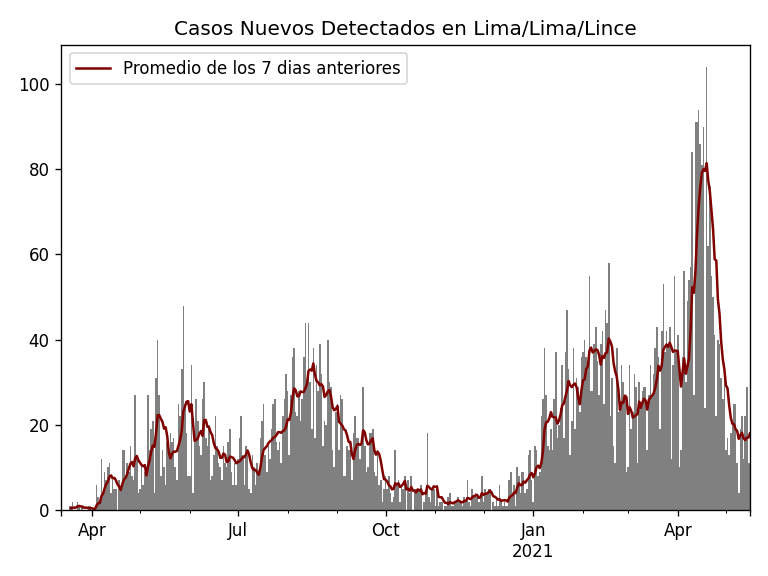 Casos Nuevos Detectados en Lima/Lima/Lince
Promedio de los 7 dias anteriores
100
80
60
40
20
0
Apr Jul Oct Jan Apr
2021